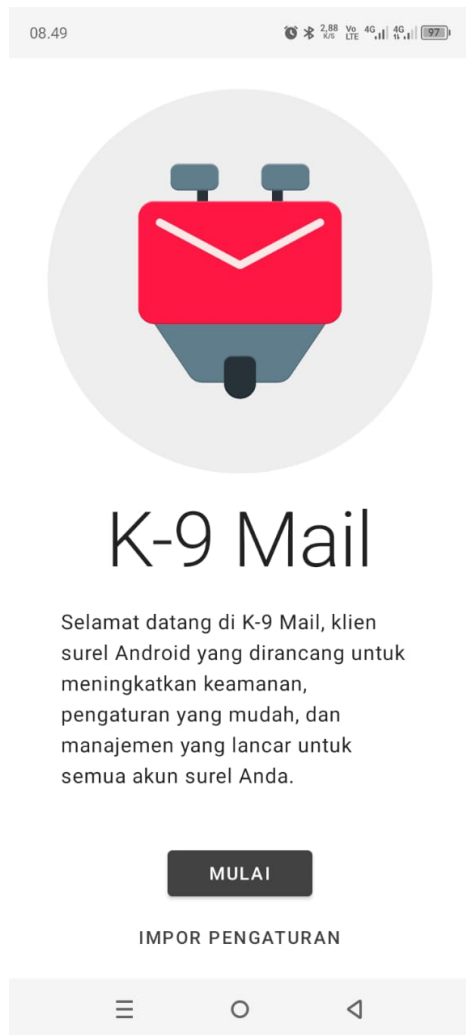 08.49
2,88 K/S Vo LTE 4G 4G 97
K-9 Mail
Selamat datang di K-9 Mail, klien
surel Android yang dirancang untuk
meningkatkan keamanan,
pengaturan yang mudah, dan
manajemen yang lancar untuk
semua akun surel Anda.
MULAI
IMPOR PENGATURAN